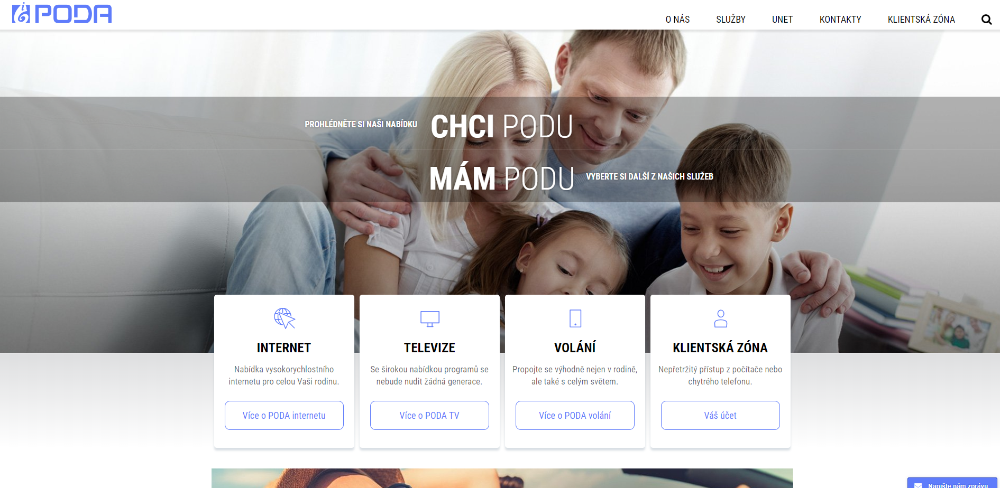 i6 PODA
O NÁS SLUŽBY UNET KONTAKTY KLIENTSKÁ ZÓNA
PROHLÉDNĚTE SI NAŠI NABÍDKU CHCI PODU
MÁM PODU VYBERTE SI DALŠÍ Z NAŠICH SLUŽEB
INTERNET
Nabídka vysokorychlostního
internetu pro celou Vaši rodinu.
Více o PODA internetu
TELEVIZE
Se širokou nabídkou programů se
nebude nudit žádná generace.
Více o PODA TV
VOLÁNÍ
Propojte se výhodně nejen v rodině,
ale také s celým světem.
Více o PODA volání
KLIENTSKÁ ZÓNA
Nepřetržitý přístup z počítače nebo
chytrého telefonu.
Váš účet
Napište nám zprávu